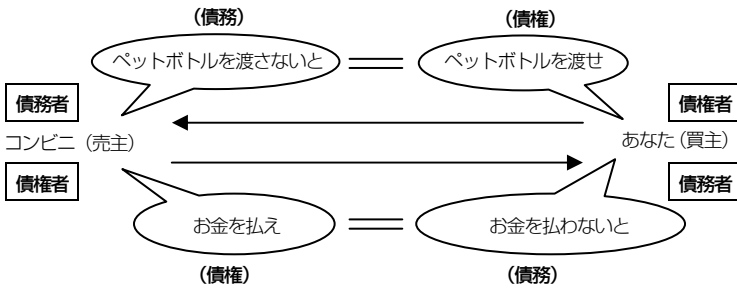 （債務） （債権）
ペットボトルを渡さないと ペットボトルを渡せ
債務者 債権者
コンビニ（売主） あなた（買主）
債権者 債務者
お金を払え お金を払わないと
（債権） （債務）